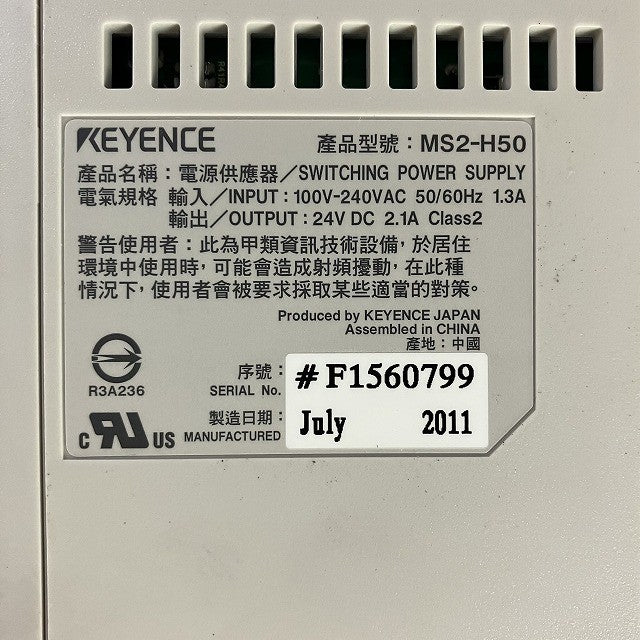 KEYENCE 產品型號：MS2-H50
產品名稱：電源供應器／SWITCHING POWER SUPPLY
電氣規格 輸入／INPUT：100V-240VAC 50/60Hz 1.3A
輸出／OUTPUT：24V DC 2.1A Class2
警告使用者：此為甲類資訊技術設備，於居住
環境中使用時，可能會造成射頻擾動，在此種
情況下，使用者會被要求採取某些適當的對策。
Produced by KEYENCE JAPAN
Assembled in CHINA
產地：中國
R3A236
序號：
SERIAL No.
# F1560799
c RU US
製造日期：
MANUFACTURED
July 2011